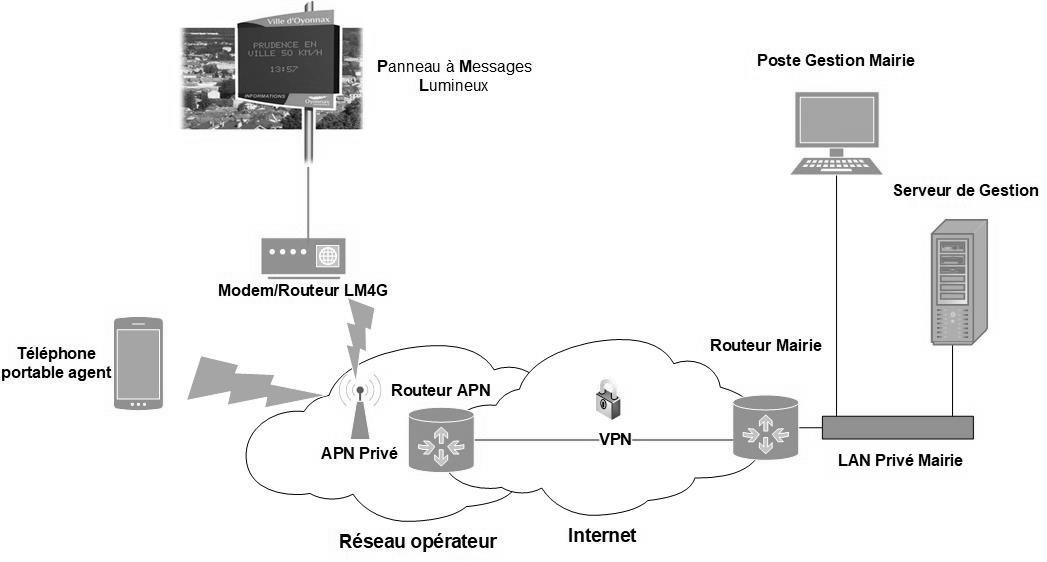 Ville d'Oyonnax
PRUDENCE EN
VILLE 50 KM/H
13:57
INFORMATIONS
Oyonnax
Panneau à Messages
Lumineux
Poste Gestion Mairie
Serveur de Gestion
Modem/Routeur LM4G
Téléphone
portable agent
Routeur Mairie
Routeur APN
APN Privé
VPN
LAN Privé Mairie
Réseau opérateur
Internet